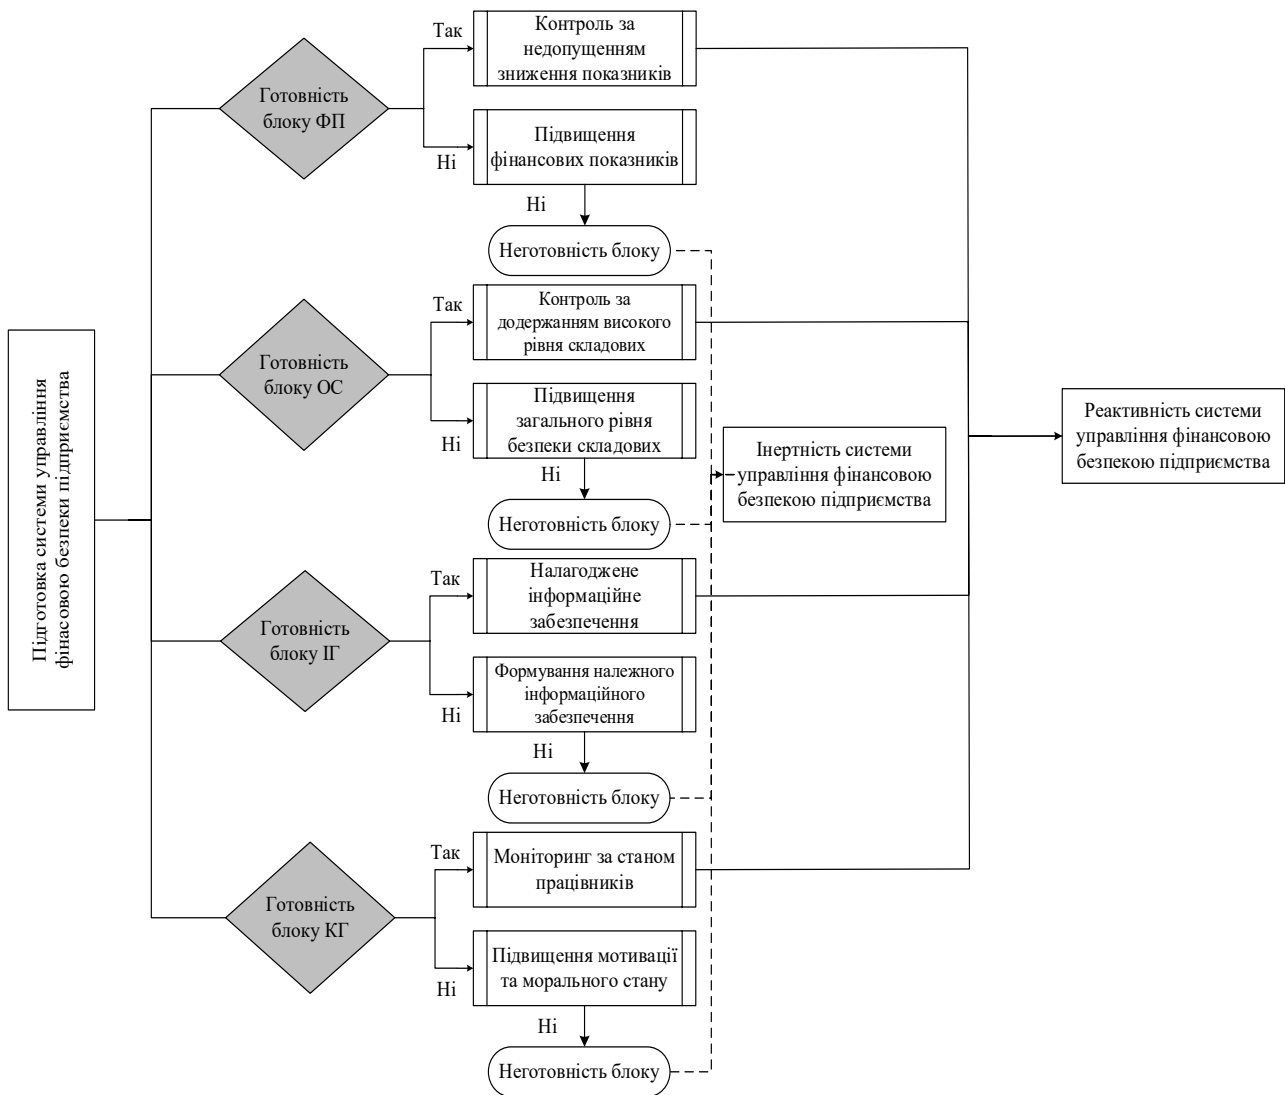 Підготовка системи управління
фінасовою безпеки підприємства
Готовність
блоку ФП
Так
Контроль за
недопущенням
зниження показників
Ні
Підвищення
фінансових показників
Ні
Неготовність блоку
Готовність
блоку ОС
Так
Контроль за
додержанням високого
рівня складових
Ні
Підвищення
загального рівня
безпеки складових
Ні
Неготовність блоку
Готовність
блоку ІГ
Так
Налагоджене
інформаційне
забезпечення
Ні
Формування належного
інформаційного
забезпечення
Ні
Неготовність блоку
Готовність
блоку КГ
Так
Моніторинг за станом
працівників
Ні
Підвищення мотивації
та морального стану
Ні
Неготовність блоку
Інертність системи
управління фінансовою
безпекою підприємства
Реактивність системи
управління фінансовою
безпекою підприємства